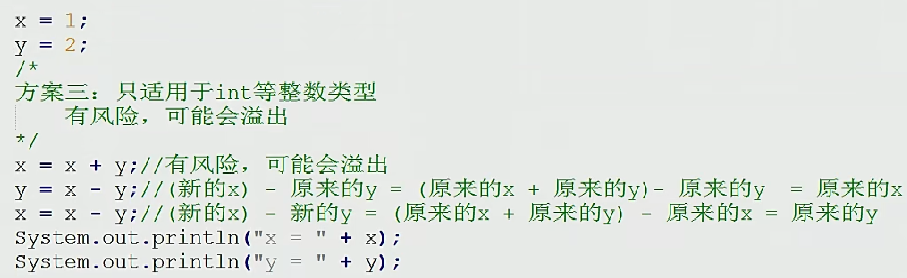 x = 1;
y = 2;
/*
方案三：只适用于int等整数类型
有风险，可能会溢出
*/
x = x + y;//有风险，可能会溢出
y = x - y;//(新的x) - 原来的y = (原来的x + 原来的y)- 原来的y  = 原来的x
x = x - y;//(新的x) - 新的y = (原来的x + 原来的y) - 原来的x = 原来的y
System.out.println("x = " + x);
System.out.println("y = " + y);